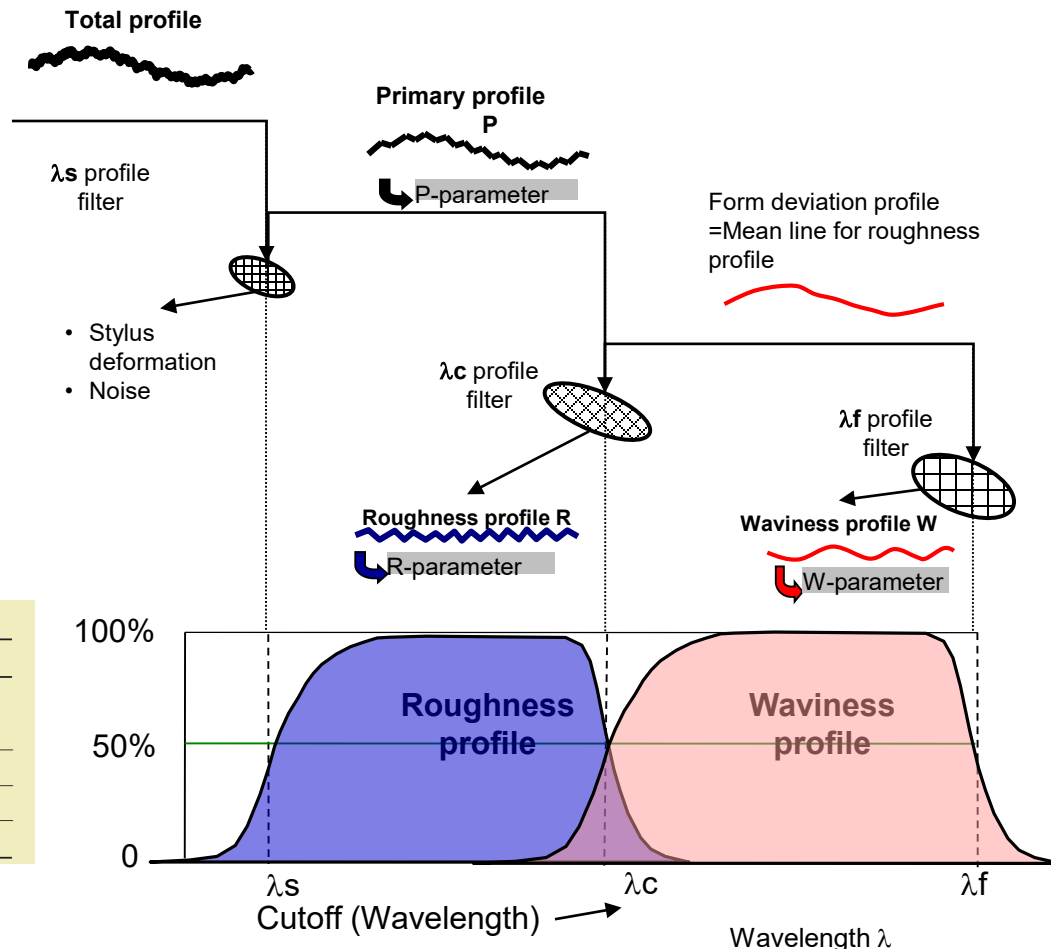 Total profile
Primary profile
P
P-parameter
λs profile
filter
• Stylus
deformation
• Noise
Form deviation profile
=Mean line for roughness
profile
λc profile
filter
λf profile
filter
Roughness profile R
R-parameter
Waviness profile W
W-parameter
100%
50%
0
Roughness
profile
Waviness
profile
λs
λc
λf
Cutoff (Wavelength)
Wavelength λ